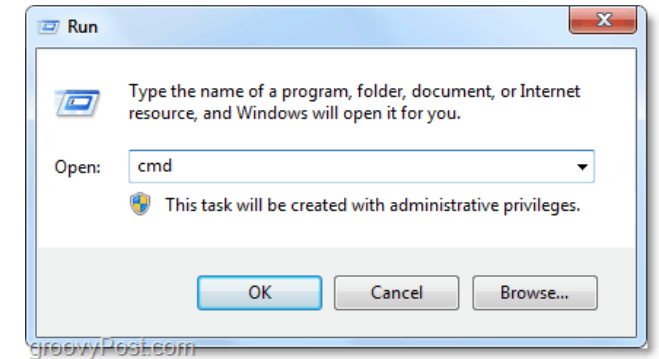 Run
Type the name of a program, folder, document, or Internet
resource, and Windows will open it for you.
Open: cmd
This task will be created with administrative privileges.
OK Cancel Browse...
groovyPost.com